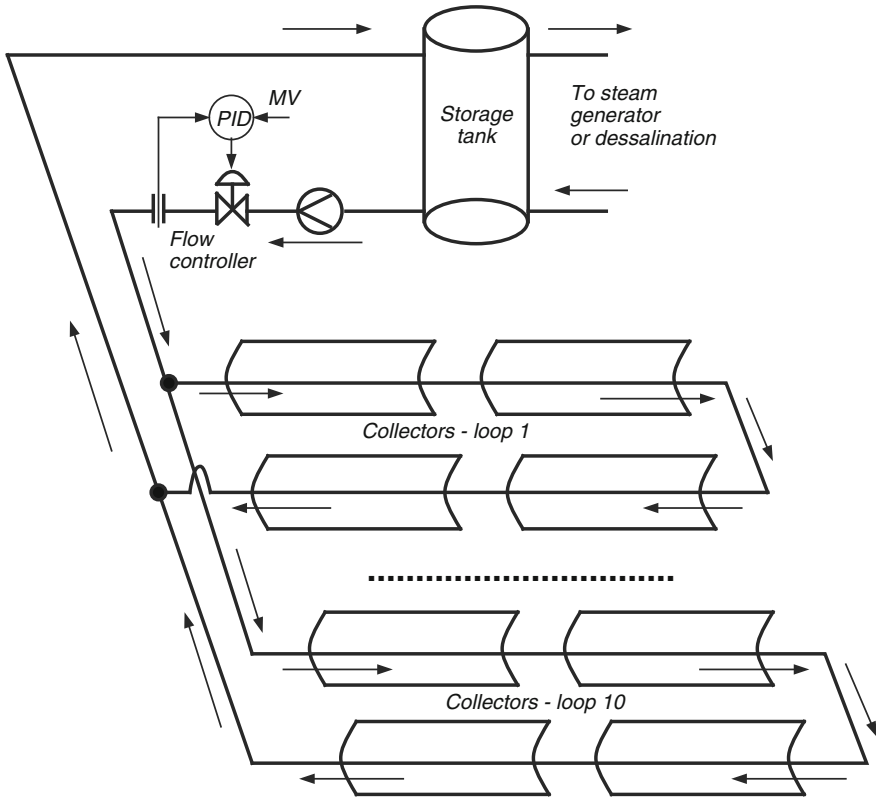 PID
MV
Storage
tank
To steam
generator
or dessalination
Flow
controller
Collectors - loop 1
Collectors - loop 10